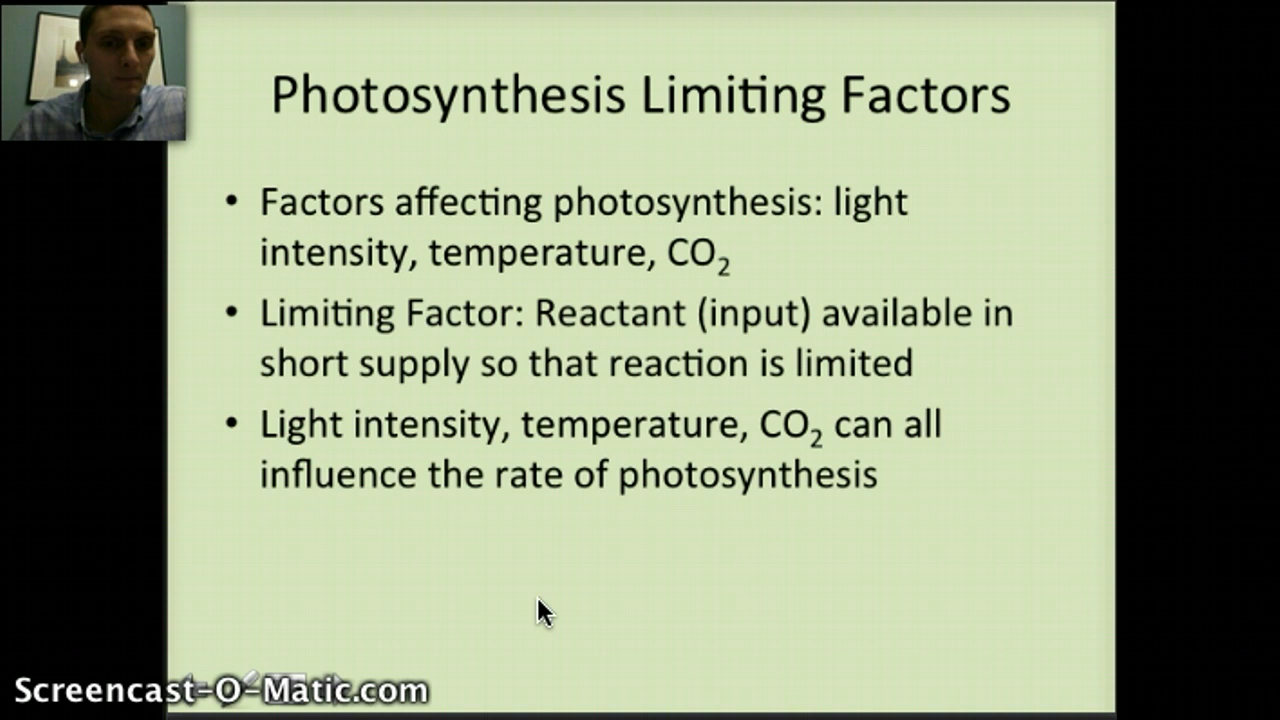 Photosynthesis Limiting Factors
• Factors affecting photosynthesis: light
intensity, temperature, CO₂
• Limiting Factor: Reactant (input) available in
short supply so that reaction is limited
• Light intensity, temperature, CO₂ can all
influence the rate of photosynthesis
Screencast-O-Matic.com